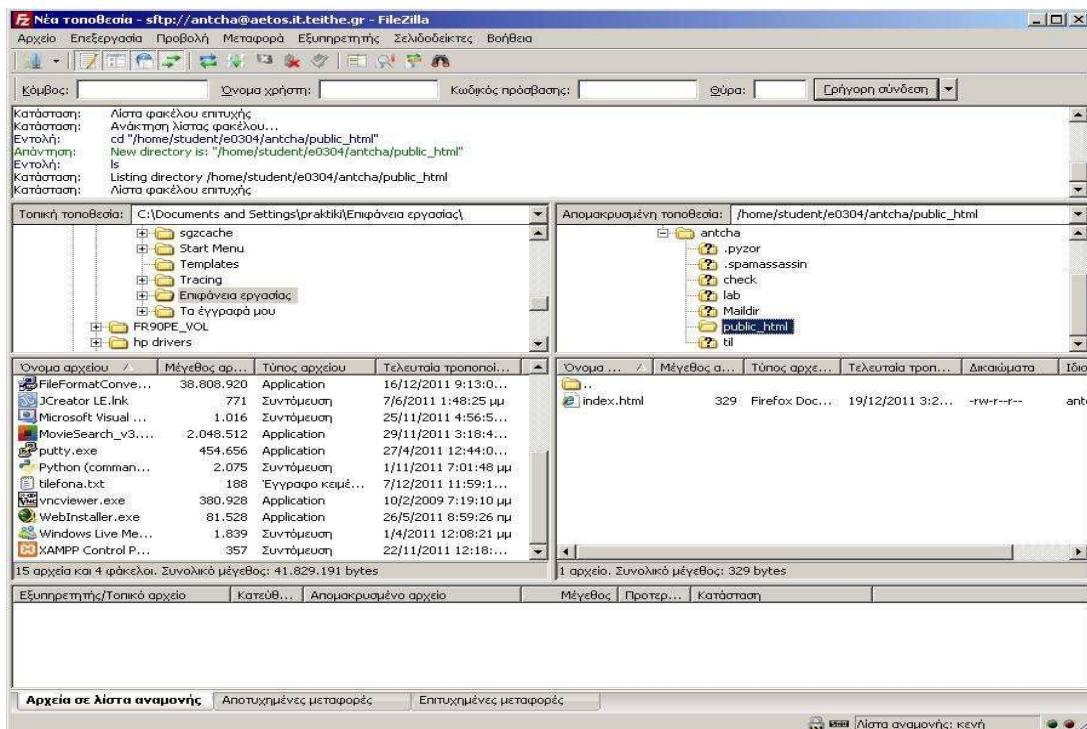 Νέα τοποθεσία - sftp://antcha@aetos.it.teithe.gr - FileZilla
Αρχείο Επεξεργασία Προβολή Μεταφορά Εξυπηρετητής Σελιδοδείκτες Βοήθεια
Κόμβος: Όνομα χρήστη: Κωδικός πρόσβασης: Θύρα: Γρήγορη σύνδεση
Κατάσταση: Λίστα φακέλου επιτυχής
Κατάσταση: Ανάκτηση λίστας φακέλου...
Εντολή: cd "/home/student/e0304/antcha/public_html"
Απάντηση: New directory is: "/home/student/e0304/antcha/public_html"
Εντολή: ls
Κατάσταση: Listing directory /home/student/e0304/antcha/public_html
Κατάσταση: Λίστα φακέλου επιτυχής
Τοπική τοποθεσία: C:\Documents and Settings\praktiki\Επιφάνεια εργασίας\
sgzcache
Start Menu
Templates
Tracing
Επιφάνεια εργασίας
Τα έγγραφά μου
FR90PE_VOL
hp drivers
Απομακρυσμένη τοποθεσία: /home/student/e0304/antcha/public_html
antcha
.pyzor
.spamassassin
check
lab
Maildir
public_html
til
Όνομα αρχείου Μέγεθος αρ... Τύπος αρχείου Τελευταία τροποποί...
FileFormatConve... 38.808.920 Application 16/12/2011 9:13:0...
JCreator LE.lnk 771 Συντόμευση 7/6/2011 1:48:25 μμ
Microsoft Visual ... 1.016 Συντόμευση 25/11/2011 4:56:5...
MovieSearch_v3.... 2.048.512 Application 29/11/2011 3:18:4...
putty.exe 454.656 Application 27/4/2011 12:44:0...
Python (comman... 2.075 Συντόμευση 1/11/2011 7:01:48 μμ
tilefona.txt 188 Έγγραφο κειμέ... 7/12/2011 11:59:1...
vncviewer.exe 380.928 Application 10/2/2009 7:19:10 μμ
WebInstaller.exe 81.528 Application 26/5/2011 8:59:26 πμ
Windows Live Me... 1.839 Συντόμευση 1/4/2011 12:08:21 μμ
XAMPP Control P... 357 Συντόμευση 22/11/2011 12:18:...
15 αρχεία και 4 φάκελοι. Συνολικό μέγεθος: 41.829.191 bytes
Όνομα ... Μέγεθος α... Τύπος αρχε... Τελευταία τροπ... Δικαιώματα Ιδιο
..
index.html 329 Firefox Doc... 19/12/2011 3:2... -rw-r--r-- ant
1 αρχείο. Συνολικό μέγεθος: 329 bytes
Εξυπηρετητής/Τοπικό αρχείο Κατεύθ... Απομακρυσμένο αρχείο Μέγεθος Προτερ... Κατάσταση
Αρχεία σε λίστα αναμονής Αποτυχημένες μεταφορές Επιτυχημένες μεταφορές
Λίστα αναμονής: κενή